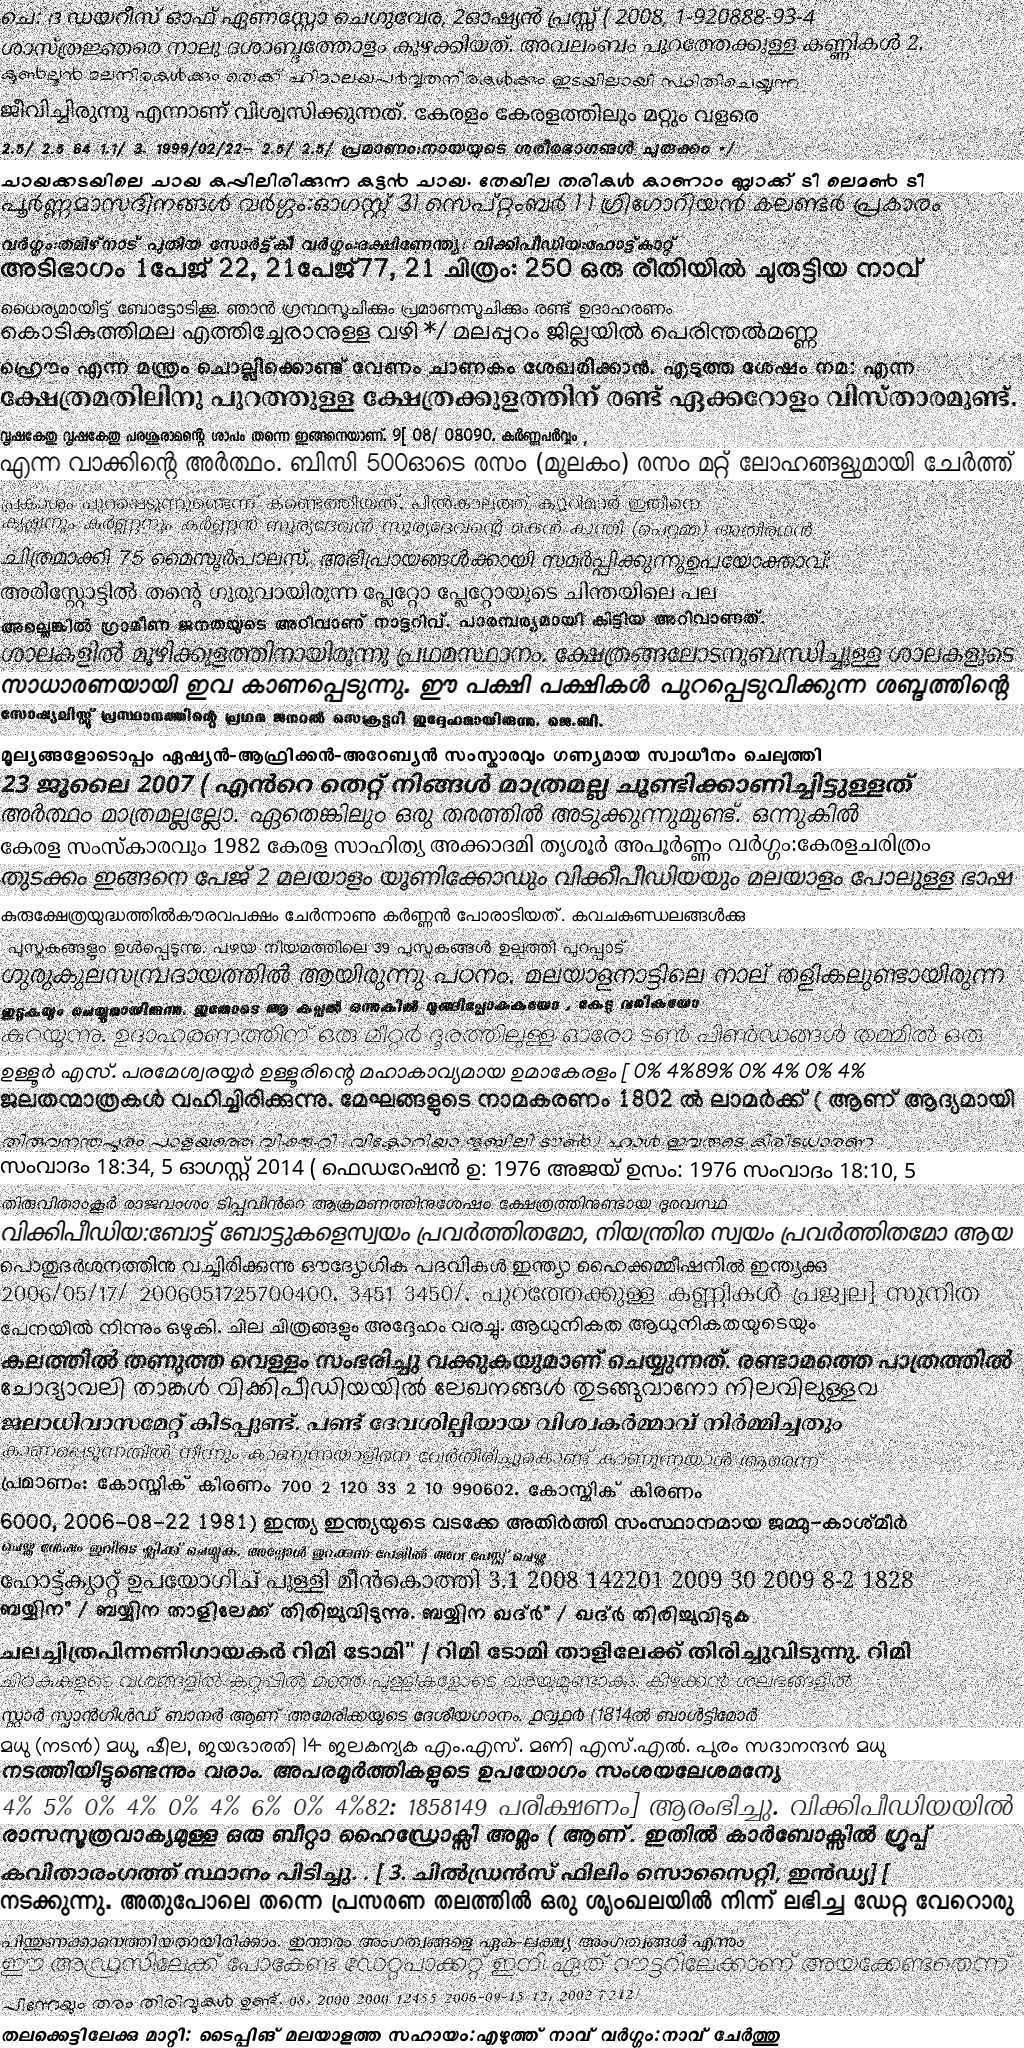 ചെ: ദ ഡയറീസ് ഓഫ് ഏണസ്റ്റോ ചെഗുവേര, 2ഓഷ്യൻ പ്രസ്സ് ( 2008, 1-920888-93-4
ശാസ്ത്രജ്ഞരെ നാലു ദശാബ്ദത്തോളം കുഴക്കിയത്. അവലംബം പുറത്തേക്കുള്ള കണ്ണികൾ 2.
കുൺലൂൻ മലനിരകൾക്കും തെക്ക് ഹിമാലയപർവ്വതനിരകൾക്കും ഇടയിലായി സ്ഥിതിചെയ്യുന്ന
ജീവിച്ചിരുന്നു എന്നാണ് വിശ്വസിക്കുന്നത്. കേരളം കേരളത്തിലും മറ്റും വളരെ
2.5/ 2.5 64 1.1/ 3. 1999/02/22- 2.5/ 2.5/ പ്രമാണം:നായയുടെ ശരീരഭാഗങ്ങൾ ചുരുക്കം */
ചായക്കടയിലെ ചായ കപ്പിലിരിക്കുന്ന കട്ടൻ ചായ. തേയില തരികൾ കാണാം ബ്ലാക്ക് ടീ ലെമൺ ടീ
പൂർണ്ണമാസദിനങ്ങൾ വർഗ്ഗം:ഓഗസ്റ്റ് 31 സെപ്റ്റംബർ 11 ഗ്രിഗോറിയൻ കലണ്ടർ പ്രകാരം
വർഗ്ഗം:തമിഴ്‌നാട് പുതിയ സോർട്ട്കീ വർഗ്ഗം:ദക്ഷിണേന്ത്യ: വിക്കിപീഡിയ:ഹോട്ട്കാറ്റ്
അടിഭാഗം 1പേജ് 22, 21പേജ്77, 21 ചിത്രം: 250 ഒരു രീതിയിൽ ചുരുട്ടിയ നാവ്
ധൈര്യമായിട്ട് ബോട്ടോടിക്കൂ. ഞാൻ ഗ്രന്ഥസൂചിക്കും പ്രമാണസൂചിക്കും രണ്ട് ഉദാഹരണം
കൊടികുത്തിമല എത്തിച്ചേരാനുള്ള വഴി */ മലപ്പുറം ജില്ലയിൽ പെരിന്തൽമണ്ണ
ഹ്രൌം എന്ന മന്ത്രം ചൊല്ലിക്കൊണ്ട് വേണം ചാണകം ശേഖരിക്കാൻ. എടുത്ത ശേഷം നമ: എന്ന
ക്ഷേത്രമതിലിനു പുറത്തുള്ള ക്ഷേത്രക്കുളത്തിന് രണ്ട് ഏക്കറോളം വിസ്താരമുണ്ട്.
വൃഷകേതു വൃഷകേതു പരശുരാമന്റെ ശാപം തന്നെ ഇങ്ങനെയാണ്. 9[ 08/ 08090. കർണ്ണപർവ്വം ,
എന്ന വാക്കിന്റെ അർത്ഥം. ബിസി 500ഓടെ രസം (മൂലകം) രസം മറ്റ് ലോഹങ്ങളുമായി ചേർത്ത്
പ്രകാശം പുറപ്പെടുന്നുണ്ടെന്ന് കണ്ടെത്തിയത്. പിൻകാലത്ത് ക്യൂറിമാർ ഇതിനെ
കൃഷ്ണനും കർണ്ണനും കർണ്ണൻ സൂര്യദേവൻ സൂര്യദേവന്റെ മകൻ കുന്തി (പെറ്റമ്മ) അതിരഥൻ
ചിത്രമാക്കി 75 മൈസൂർപാലസ്, അഭിപ്രായങ്ങൾക്കായി സമർപ്പിക്കുന്നുഉപയോക്താവ്:
അരിസ്റ്റോട്ടിൽ തന്റെ ഗുരുവായിരുന്ന പ്ലേറ്റോ പ്ലേറ്റോയുടെ ചിന്തയിലെ പല
അല്ലെങ്കിൽ ഗ്രാമീണ ജനതയുടെ അറിവാണ് നാട്ടറിവ്. പാരമ്പര്യമായി കിട്ടിയ അറിവാണത്.
ശാലകളിൽ മൂഴിക്കുളത്തിനായിരുന്നു പ്രഥമസ്ഥാനം. ക്ഷേത്രങ്ങലോടനുബന്ധിച്ചുള്ള ശാലകളുടെ
സാധാരണയായി ഇവ കാണപ്പെടുന്നു. ഈ പക്ഷി പക്ഷികൾ പുറപ്പെടുവിക്കുന്ന ശബ്ദത്തിന്റെ
സോഷ്യലിസ്റ്റ് പ്രസ്ഥാനത്തിന്റെ പ്രഥമ ജനറൽ സെക്രട്ടറി ഇദ്ദേഹമായിരുന്നു. ജെ.ബി.
മൂല്യങ്ങളോടൊപ്പം ഏഷ്യൻ-ആഫ്രിക്കൻ-അറേബ്യൻ സംസ്കാരവും ഗണ്യമായ സ്വാധീനം ചെലുത്തി
23 ജൂലൈ 2007 ( എൻറെ തെറ്റ് നിങ്ങൾ മാത്രമല്ല ചൂണ്ടിക്കാണിച്ചിട്ടുള്ളത്
അർത്ഥം മാത്രമല്ലല്ലോ. ഏതെങ്കിലും ഒരു തരത്തിൽ അടുക്കുന്നുമുണ്ട്. ഒന്നുകിൽ
കേരള സംസ്കാരവും 1982 കേരള സാഹിത്യ അക്കാദമി തൃശൂർ അപൂർണ്ണം വർഗ്ഗം:കേരളചരിത്രം
തുടക്കം ഇങ്ങനെ പേജ് 2 മലയാളം യൂണിക്കോഡും വിക്കീപീഡിയയും മലയാളം പോലുള്ള ഭാഷ
കുരുക്ഷേത്രയുദ്ധത്തിൽകൗരവപക്ഷം ചേർന്നാണു കർണ്ണൻ പോരാടിയത്. കവചകുണ്ഡലങ്ങൾക്കു
പുസ്തകങ്ങളും ഉൾപ്പെടുന്നു. പഴയ നിയമത്തിലെ 39 പുസ്തകങ്ങൾ ഉല്പത്തി പുറപ്പാട്
ഗുരുകുലസമ്പ്രദായത്തിൽ ആയിരുന്നു പഠനം. മലയാളനാട്ടിലെ നാല് തളികലുണ്ടായിരുന്ന
ഇടുകയും ചെയ്യുമായിരുന്നു. ഇതോടെ ആ കപ്പൽ ഒന്നുകിൽ മുങ്ങിപ്പോകുകയോ , കേടു വരികയോ
കുറയുന്നു. ഉദാഹരണത്തിന് ഒരു മീറ്റർ ദൂരത്തിലുള്ള ഓരോ ടൺ പിണ്ഡങ്ങൾ തമ്മിൽ ഒരു
ഉള്ളൂർ എസ്. പരമേശ്വരയ്യർ ഉള്ളൂരിന്റെ മഹാകാവ്യമായ ഉമാകേരളം [ 0% 4%89% 0% 4% 0% 4%
ജലതന്മാത്രകൾ വഹിച്ചിരിക്കുന്നു. മേഘങ്ങളുടെ നാമകരണം 1802 ൽ ലാമർക്ക് ( ആണ് ആദ്യമായി
തിരുവനന്തപുരം പാളയത്തെ വി.ജെ.റ്റി (വിക്ടോറിയാ ജൂബിലി ടൗൺ) ഹാൾ ഇവരുടെ കിരീടധാരണ
സംവാദം 18:34, 5 ഓഗസ്റ്റ് 2014 ( ഫെഡറേഷൻ ഉ: 1976 അജയ് ഉസം: 1976 സംവാദം 18:10, 5
തിരുവിതാംകൂർ രാജവംശം ടിപ്പുവിൻറെ ആക്രമണത്തിനുശേഷം ക്ഷേത്രത്തിനുണ്ടായ ദുരവസ്ഥ
വിക്കിപീഡിയ:ബോട്ട് ബോട്ടുകളെസ്വയം പ്രവർത്തിതമോ, നിയന്ത്രിത സ്വയം പ്രവർത്തിതമോ ആയ
പൊതുദർശനത്തിനു വച്ചിരിക്കുന്നു ഔദ്യോഗിക പദവികൾ ഇന്ത്യാ ഹൈക്കമ്മീഷനിൽ ഇന്ത്യക്കു
2006/05/17/ 2006051725700400. 3451 3450/. പുറത്തേക്കുള്ള കണ്ണികൾ പ്രജ്വല] സുനിത
പേനയിൽ നിന്നും ഒഴുകി. ചില ചിത്രങ്ങളും അദ്ദേഹം വരച്ചു. ആധുനികത ആധുനികതയുടെയും
കലത്തിൽ തണുത്ത വെള്ളം സംഭരിച്ചു വക്കുകയുമാണ് ചെയ്യുന്നത്. രണ്ടാമത്തെ പാത്രത്തിൽ
ചോദ്യാവലി താങ്കൾ വിക്കിപീഡിയയിൽ ലേഖനങ്ങൾ തുടങ്ങുവാനോ നിലവിലുള്ളവ
ജലാധിവാസമേറ്റ് കിടപ്പുണ്ട്. പണ്ട് ദേവശില്പിയായ വിശ്വകർമ്മാവ് നിർമ്മിച്ചതും
കാണപ്പെടുന്നതിൽ നിന്നും കാണുന്നയാളിനെ വേർതിരിച്ചുകൊണ്ട് കാണുന്നയാൾ ആരെന്ന
പ്രമാണം: കോസ്മിക് കിരണം 700 2 120 33 2 10 990602. കോസ്മിക് കിരണം
6000, 2006-08-22 1981) ഇന്ത്യ ഇന്ത്യയുടെ വടക്കേ അതിർത്തി സംസ്ഥാനമായ ജമ്മു-കാശ്മീർ
ചെയ്ത ശേഷം ഇവിടെ ക്ലിക്ക് ചെയ്യുക. അപ്പോൾ തുറക്കുന്ന പേജിൽ അവ പേസ്റ്റ് ചെയ്ത
ഹോട്ട്ക്യാറ്റ് ഉപയോഗിച് പുള്ളി മീൻകൊത്തി 3.1 2008 142201 2009 30 2009 8-2 1828
ബയ്യിന" / ബയ്യിന താളിലേക്ക് തിരിച്ചുവിടുന്നു. ബയ്യിന ഖദ്ർ" / ഖദ്ർ തിരിച്ചുവിടുക
ചലച്ചിത്രപിന്നണിഗായകർ റിമി ടോമി" / റിമി ടോമി താളിലേക്ക് തിരിച്ചുവിടുന്നു. റിമി
ചിറകുകളുടെ വശങ്ങളിൽ കറുപ്പിൽ മഞ്ഞ പുള്ളികളോടെ വരയുമുണ്ടാകും. കിഴക്കൻ ശലഭങ്ങളിൽ
സ്റ്റാർ സ്പാൻഗിൾഡ് ബാനർ ആണ് അമേരിക്കയുടെ ദേശീയഗാനം. ൧൮൧൪ (1814ൽ ബാൾട്ടിമോർ
മധു (നടൻ) മധു, ഷീല, ജയഭാരതി 14 ജലകന്യക എം.എസ്. മണി എസ്.എൽ. പുരം സദാനന്ദൻ മധു
നടത്തിയിട്ടുണ്ടെന്നും വരാം. അപരമൂർത്തികളുടെ ഉപയോഗം സംശയലേശമന്യേ
4% 5% 0% 4% 0% 4% 6% 0% 4%82: 1858149 പരീക്ഷണം] ആരംഭിച്ചു. വിക്കിപീഡിയയിൽ
രാസസൂത്രവാക്യമുള്ള ഒരു ബീറ്റാ ഹൈഡ്രോക്സി അമ്ലം ( ആണ്. ഇതിൽ കാർബോക്സിൽ ഗ്രൂപ്പ്
കവിതാരംഗത്ത് സ്ഥാനം പിടിച്ചു. . [ 3. ചിൽഡ്രൻസ് ഫിലിം സൊസൈറ്റി, ഇൻഡ്യ] [
നടക്കുന്നു. അതുപോലെ തന്നെ പ്രസരണ തലത്തിൽ ഒരു ശൃംഖലയിൽ നിന്ന് ലഭിച്ച ഡേറ്റ വേറൊരു
പിന്തുണക്കാനെത്തിയതായിരിക്കാം. ഇത്തരം അംഗത്വങ്ങളെ ഏക-ലക്ഷ്യ അംഗത്വങ്ങൾ എന്നും
ഈ അഡ്രസിലേക്ക് പോകേണ്ട ഡേറ്റപാക്കറ്റ് ഇനി ഏത് റൗട്ടറിലേക്കാണ് അയക്കേണ്ടതെന്ന
പിന്നേയും തരം തിരിവുകൾ ഉണ്ട്. 08, 2000 2000 12455 2006-09-15 12, 2002 7212/
തലക്കെട്ടിലേക്കു മാറ്റി: ടൈപ്പിങ് മലയാളത്ത സഹായം:എഴുത്ത് നാവ് വർഗ്ഗം:നാവ് ചേർത്തു